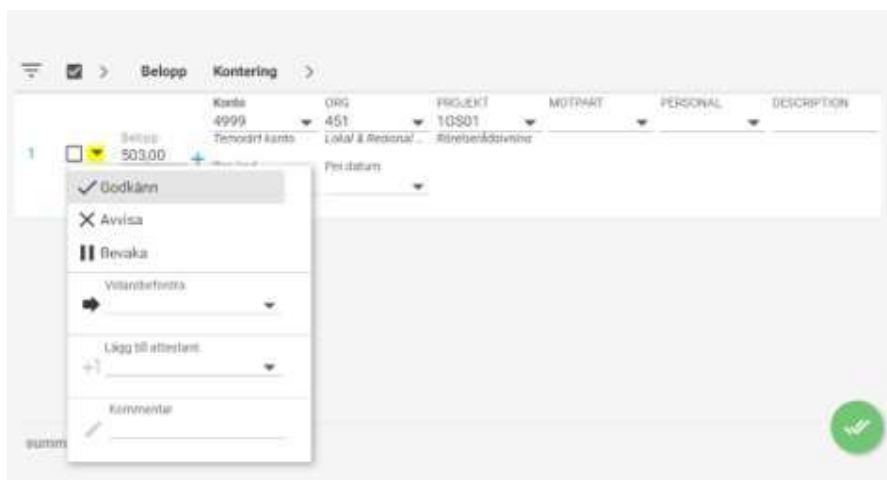 Belopp Kontering
Konto ORG PROJEKT MOTPART PERSONAL DESCRIPTION
4999 451 10S01
Temporärt konto Lokal & Regional... Rörelserådgivning
Belopp
1 503,00
Per datum
Godkänn
Avvisa
Bevaka
Vidarebefordra
Lägg till attestant
+1
Kommentar
summ